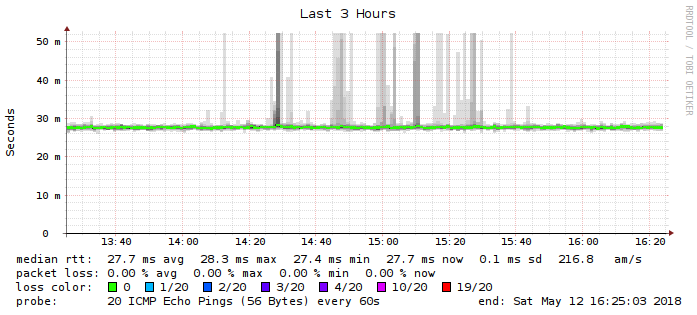 Last 3 Hours
RRDTOOL / TOBI OETIKER
Seconds
50 m
40 m
30 m
20 m
10 m
0
13:40 14:00 14:20 14:40 15:00 15:20 15:40 16:00 16:20
median rtt: 27.7 ms avg 28.3 ms max 27.4 ms min 27.7 ms now 0.1 ms sd 216.8 am/s
packet loss: 0.00 % avg 0.00 % max 0.00 % min 0.00 % now
loss color: 0 1/20 2/20 3/20 4/20 10/20 19/20
probe: 20 ICMP Echo Pings (56 Bytes) every 60s end: Sat May 12 16:25:03 2018